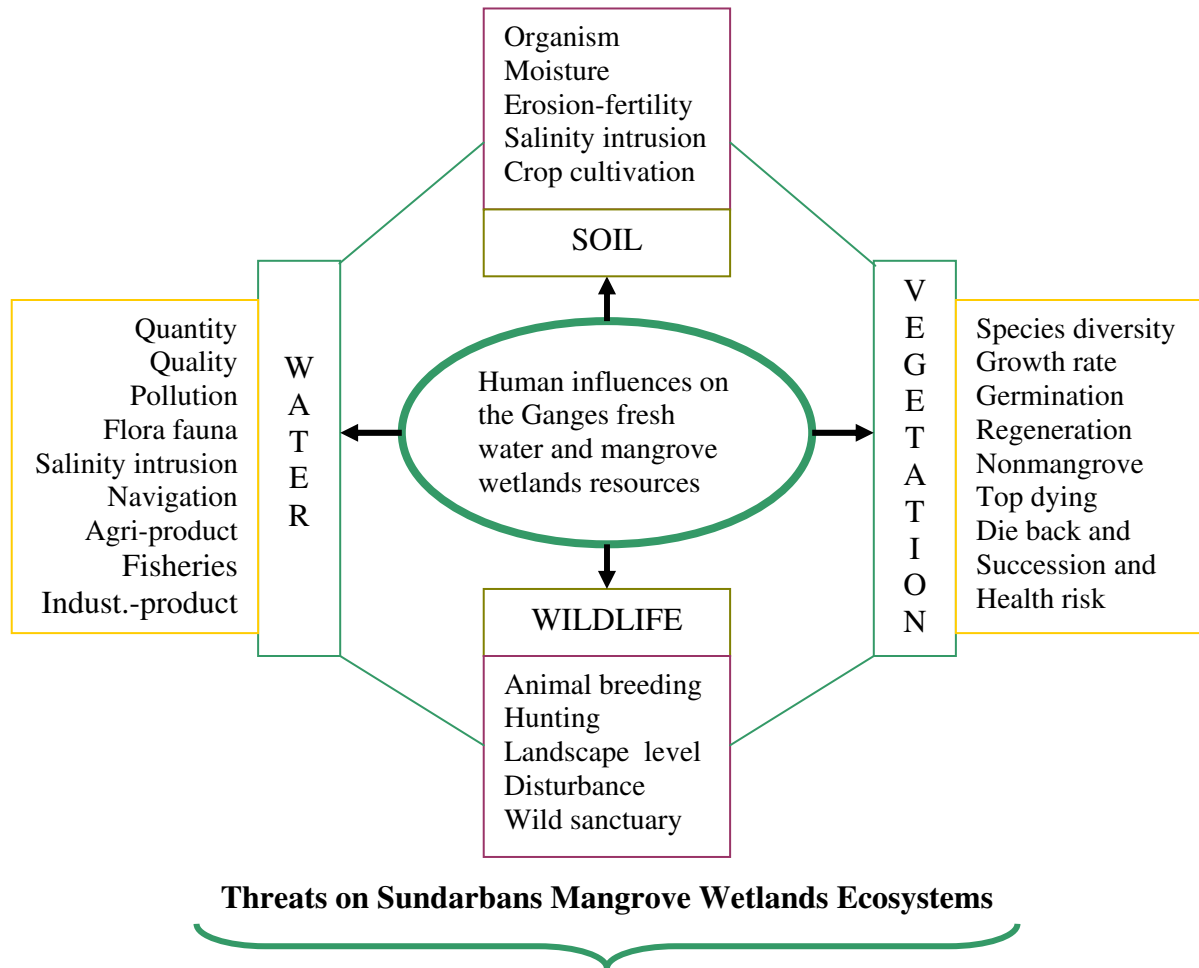 Organism
Moisture
Erosion-fertility
Salinity intrusion
Crop cultivation
SOIL
Quantity
Quality
Pollution
Flora fauna
Salinity intrusion
Navigation
Agri-product
Fisheries
Indust.-product
W
A
T
E
R
Human influences on
the Ganges fresh
water and mangrove
wetlands resources
V
E
G
E
T
A
T
I
O
N
Species diversity
Growth rate
Germination
Regeneration
Nonmangrove
Top dying
Die back and
Succession and
Health risk
WILDLIFE
Animal breeding
Hunting
Landscape level
Disturbance
Wild sanctuary
Threats on Sundarbans Mangrove Wetlands Ecosystems